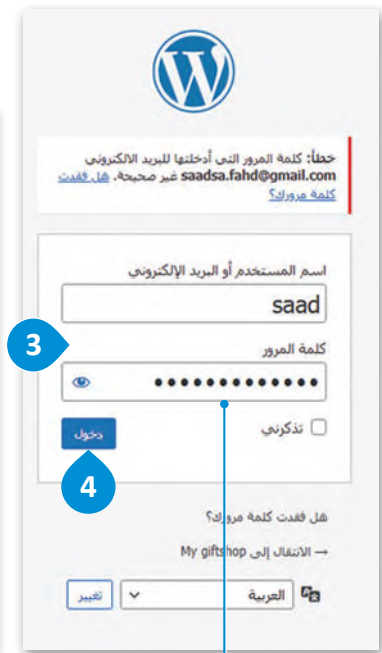 خطأ: كلمة المرور التي أدخلتها للبريد الالكتروني
saadsa.fahd@gmail.com غير صحيحة. هل فقدت
كلمة مرورك؟
اسم المستخدم أو البريد الإلكتروني
saad
3
كلمة المرور
•••••••••••••
تذكرني
دخول
4
هل فقدت كلمة مرورك؟
→ الانتقال إلى My giftshop
العربية
تغيير